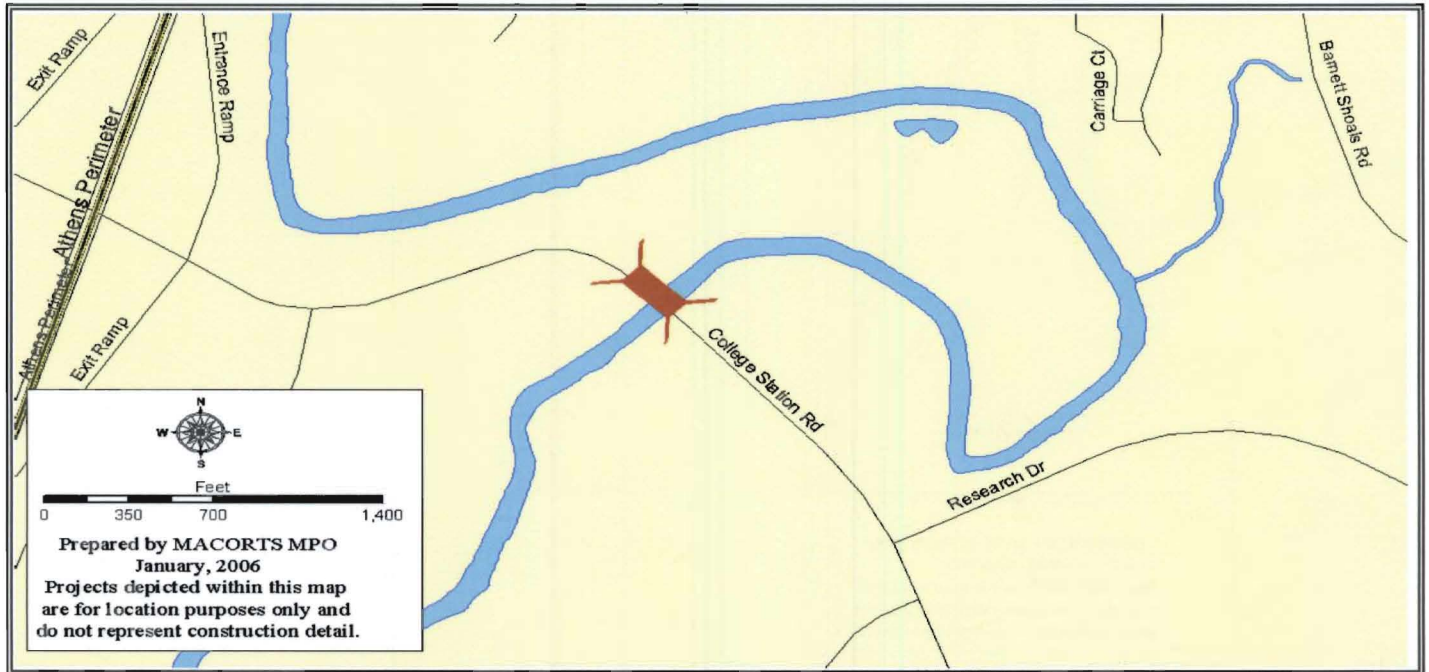 Exit Ramp
Entrance Ramp
Athens Perimeter
Athens Perimeter
Exit Ramp
Carriage Ct
Barnett Shoals Rd
College Station Rd
Research Dr
N
W E
S
Feet
0 350 700 1,400
Prepared by MACORTS MPO
January, 2006
Projects depicted within this map
are for location purposes only and
do not represent construction detail.